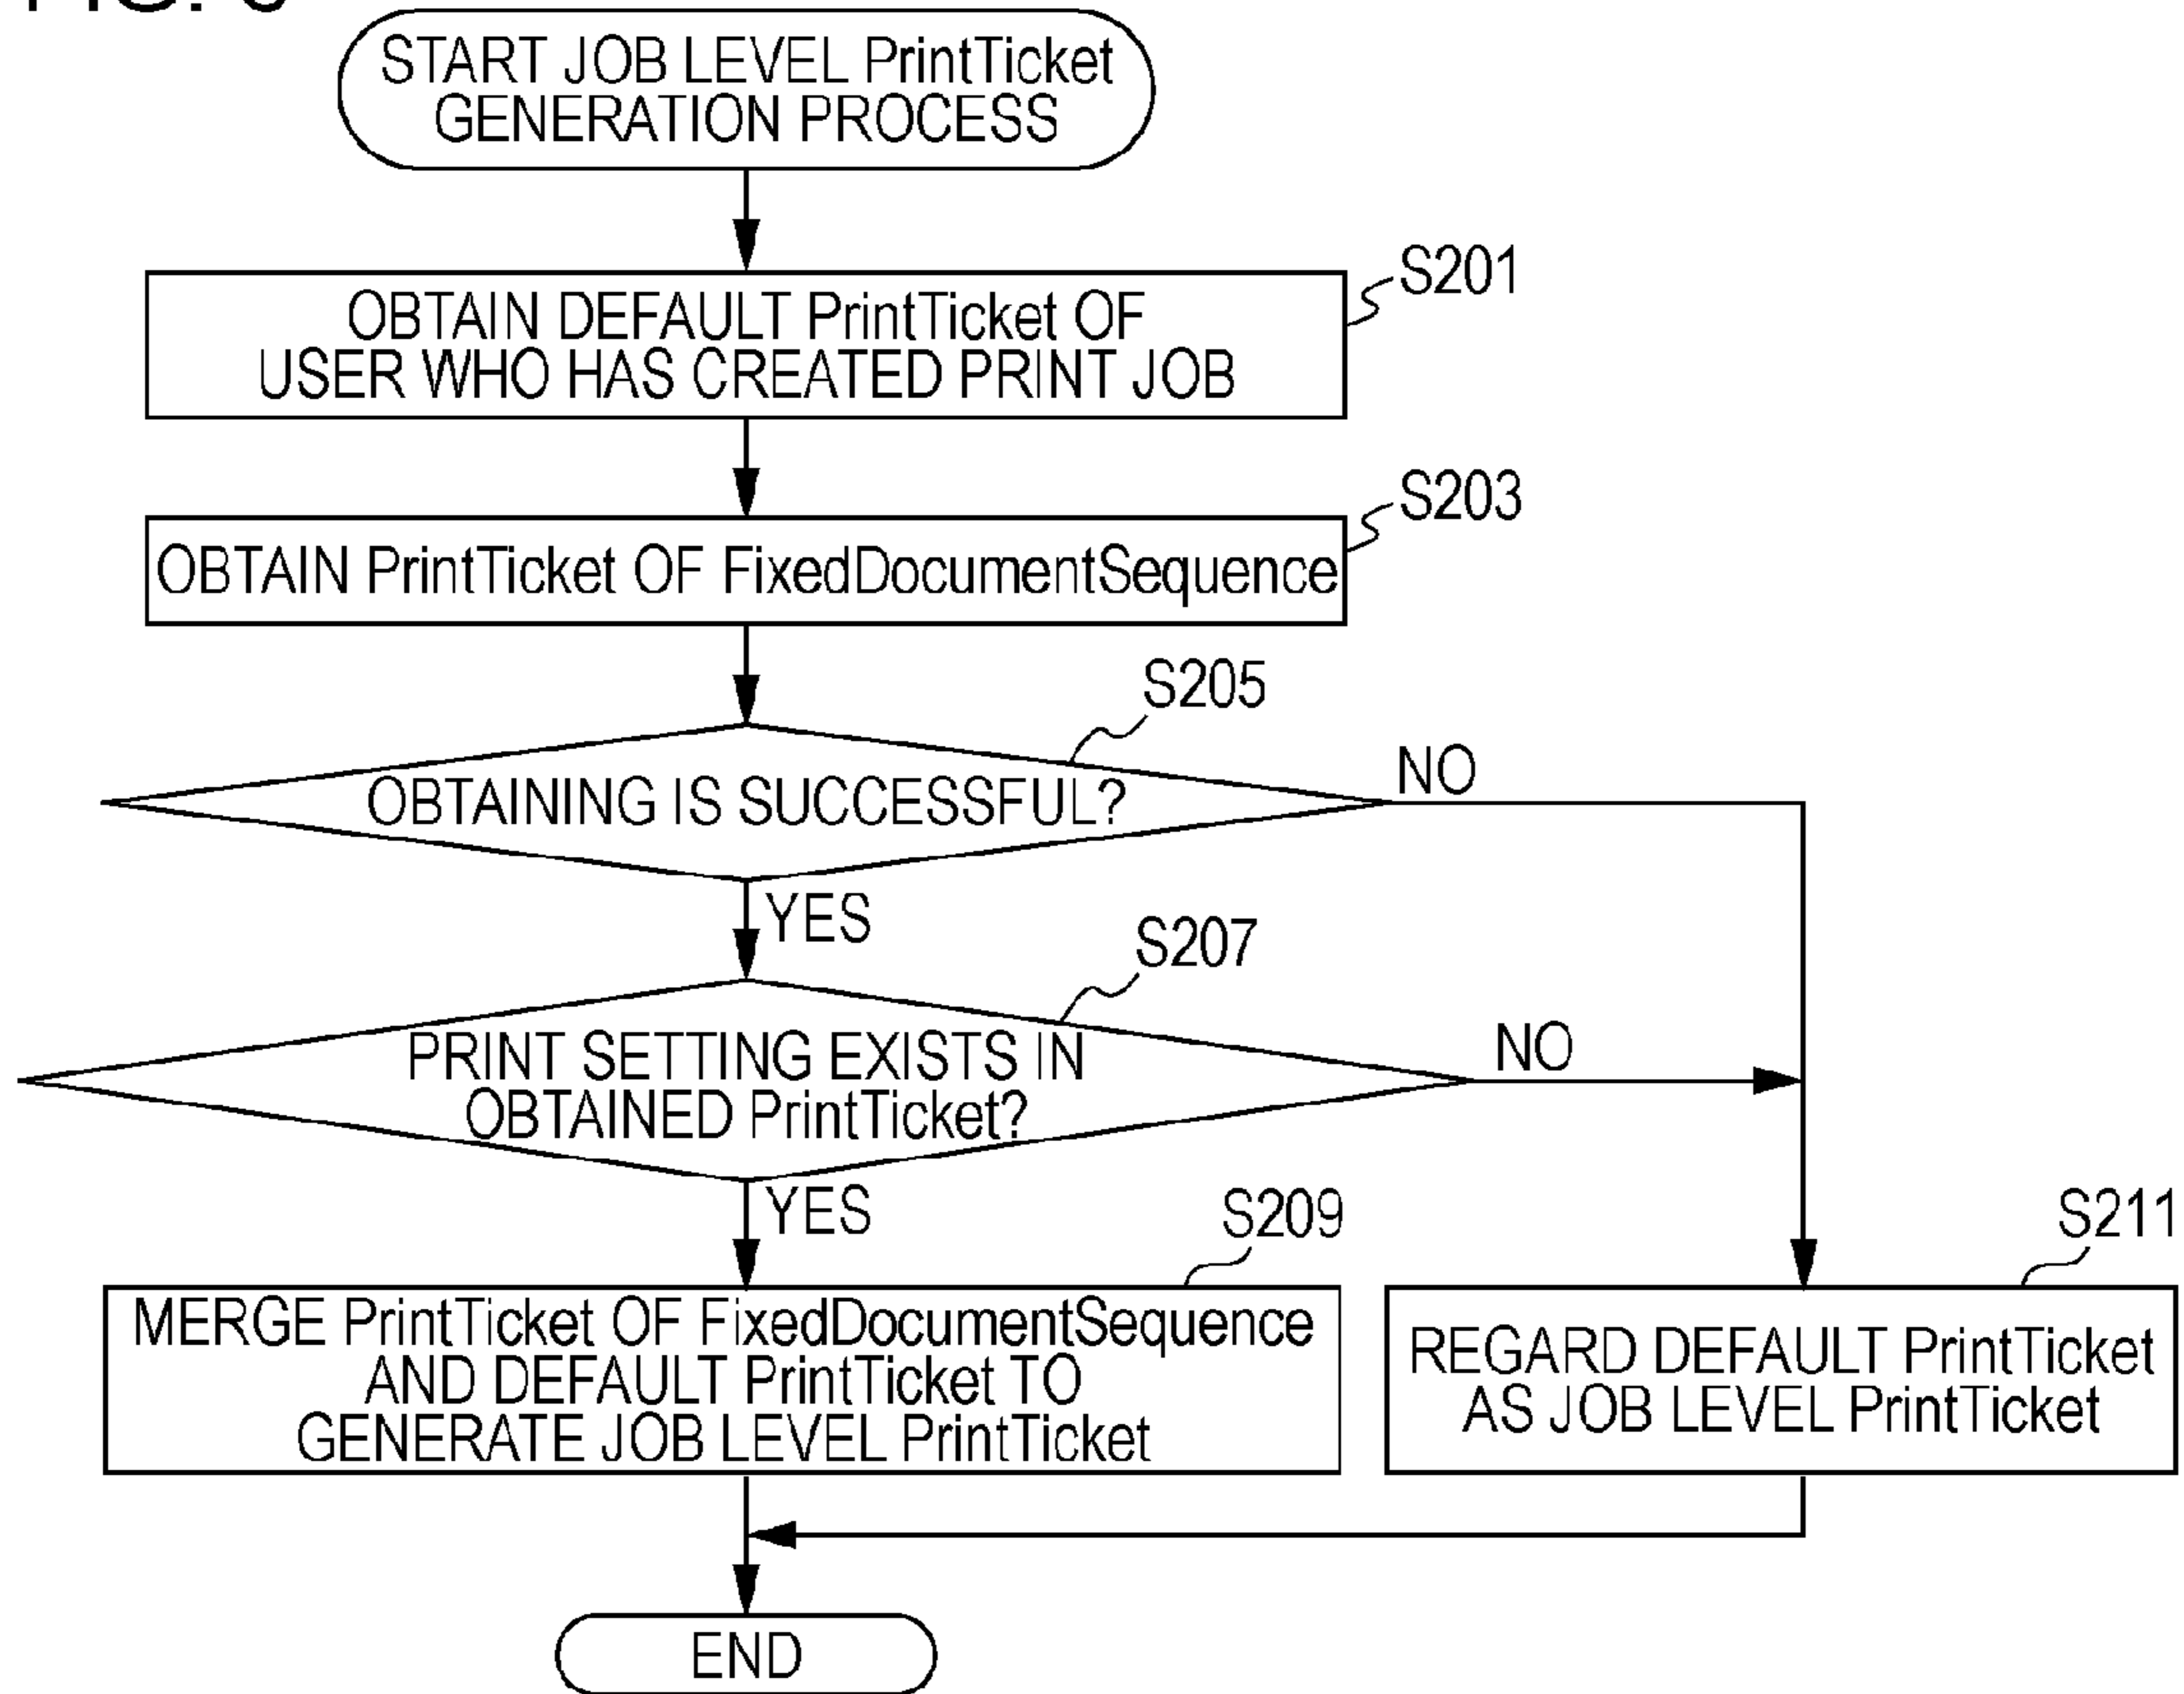 START JOB LEVEL PrintTicket
GENERATION PROCESS
S201
OBTAIN DEFAULT PrintTicket OF
USER WHO HAS CREATED PRINT JOB
S203
OBTAIN PrintTicket OF FixedDocumentSequence
S205
OBTAINING IS SUCCESSFUL?
NO
YES
S207
PRINT SETTING EXISTS IN
OBTAINED PrintTicket?
NO
YES
S209
MERGE PrintTicket OF FixedDocumentSequence
AND DEFAULT PrintTicket TO
GENERATE JOB LEVEL PrintTicket
S211
REGARD DEFAULT PrintTicket
AS JOB LEVEL PrintTicket
END